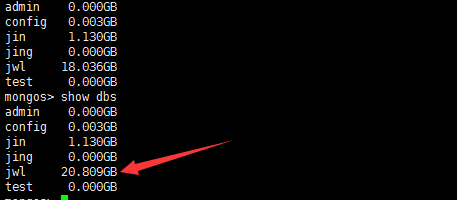 admin 0.000GB
config 0.003GB
jin 1.130GB
jing 0.000GB
jwl 18.036GB
test 0.000GB
mongos> show dbs
admin 0.000GB
config 0.003GB
jin 1.130GB
jing 0.000GB
jwl 20.809GB
test 0.000GB
mongos>